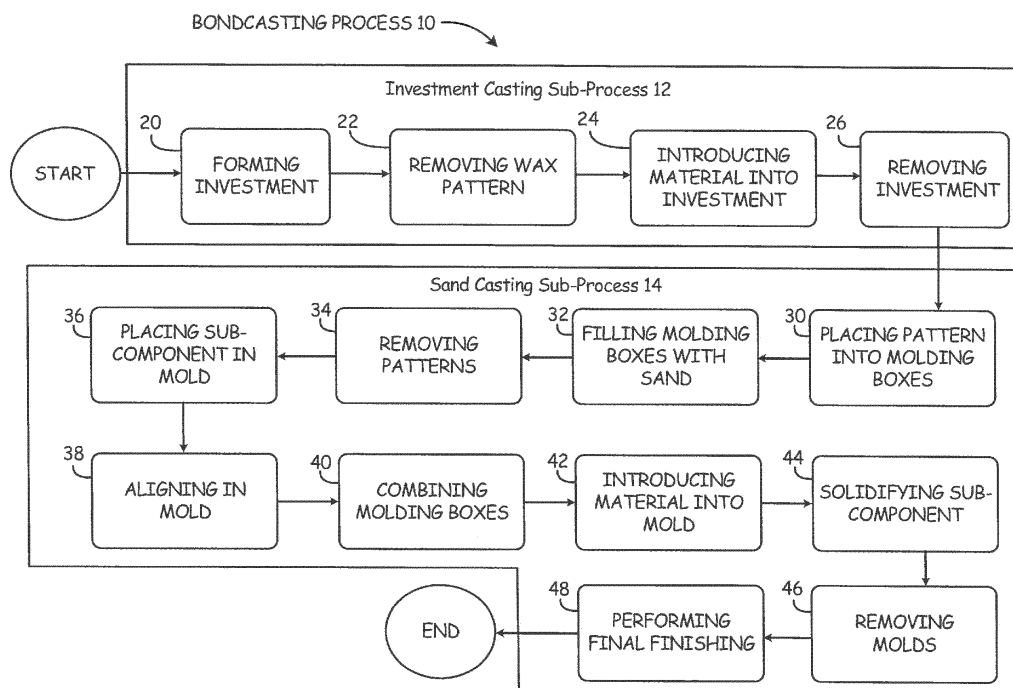 BONDCASTING PROCESS 10
Investment Casting Sub-Process 12
START
20
FORMING
INVESTMENT
22
REMOVING WAX
PATTERN
24
INTRODUCING
MATERIAL INTO
INVESTMENT
26
REMOVING
INVESTMENT
Sand Casting Sub-Process 14
30
PLACING PATTERN
INTO MOLDING
BOXES
32
FILLING MOLDING
BOXES WITH
SAND
34
REMOVING
PATTERNS
36
PLACING SUB-
COMPONENT IN
MOLD
38
ALIGNING IN
MOLD
40
COMBINING
MOLDING BOXES
42
INTRODUCING
MATERIAL INTO
MOLD
44
SOLIDIFYING SUB-
COMPONENT
46
REMOVING
MOLDS
48
PERFORMING
FINAL FINISHING
END